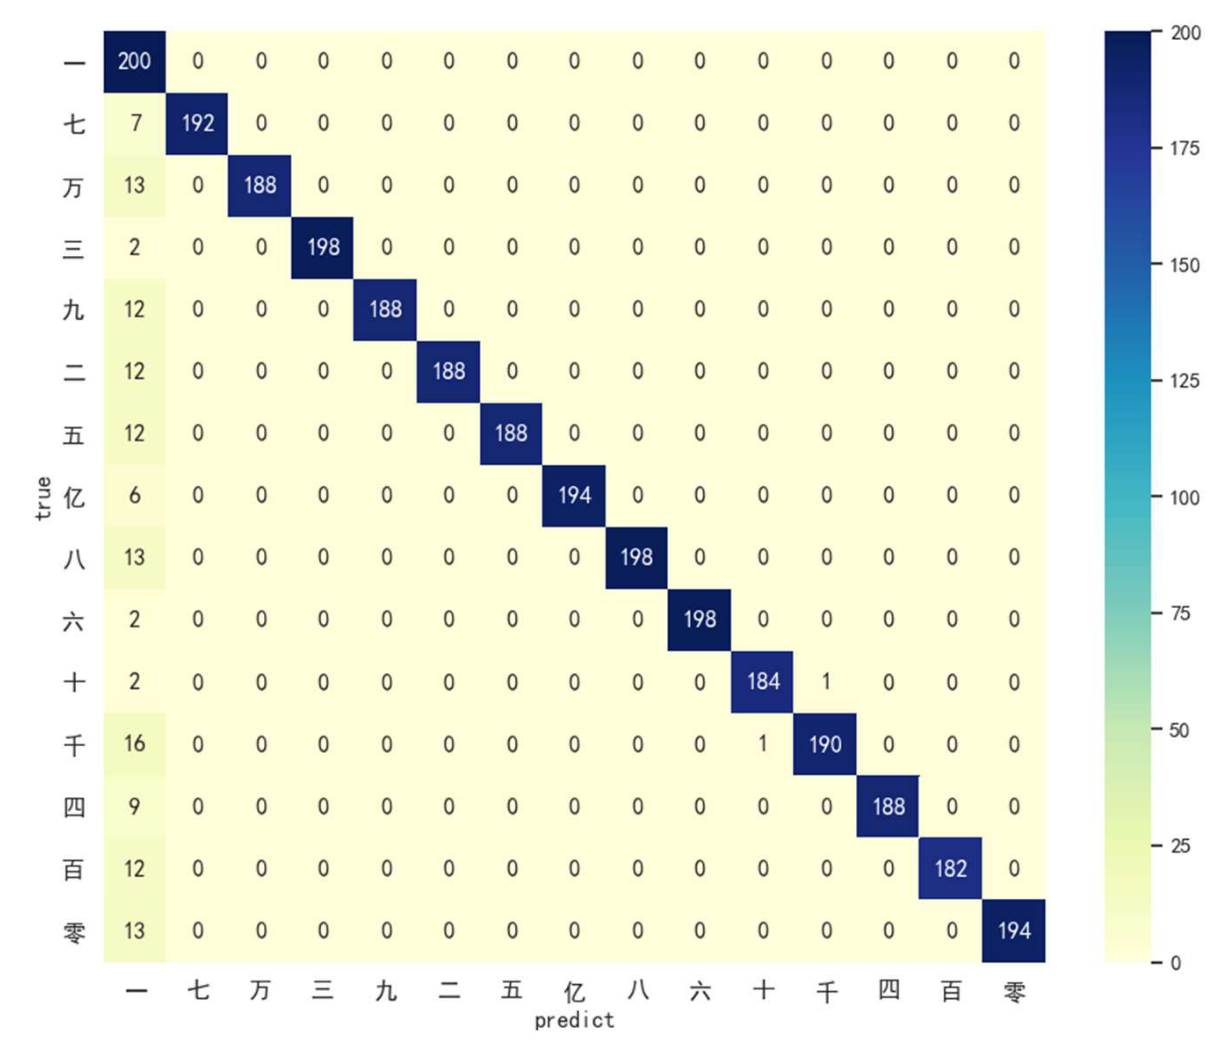 一 200 0 0 0 0 0 0 0 0 0 0 0 0 0 0
七 7 192 0 0 0 0 0 0 0 0 0 0 0 0 0
万 13 0 188 0 0 0 0 0 0 0 0 0 0 0 0
三 2 0 0 198 0 0 0 0 0 0 0 0 0 0 0
九 12 0 0 0 188 0 0 0 0 0 0 0 0 0 0
二 12 0 0 0 0 188 0 0 0 0 0 0 0 0 0
五 12 0 0 0 0 0 188 0 0 0 0 0 0 0 0
亿 6 0 0 0 0 0 0 194 0 0 0 0 0 0 0
八 13 0 0 0 0 0 0 0 198 0 0 0 0 0 0
六 2 0 0 0 0 0 0 0 0 198 0 0 0 0 0
十 2 0 0 0 0 0 0 0 0 0 184 1 0 0 0
千 16 0 0 0 0 0 0 0 0 0 1 190 0 0 0
四 9 0 0 0 0 0 0 0 0 0 0 0 188 0 0
百 12 0 0 0 0 0 0 0 0 0 0 0 0 182 0
零 13 0 0 0 0 0 0 0 0 0 0 0 0 0 194
一 七 万 三 九 二 五 亿 八 六 十 千 四 百 零
predict
true
200
175
150
125
100
75
50
25
0